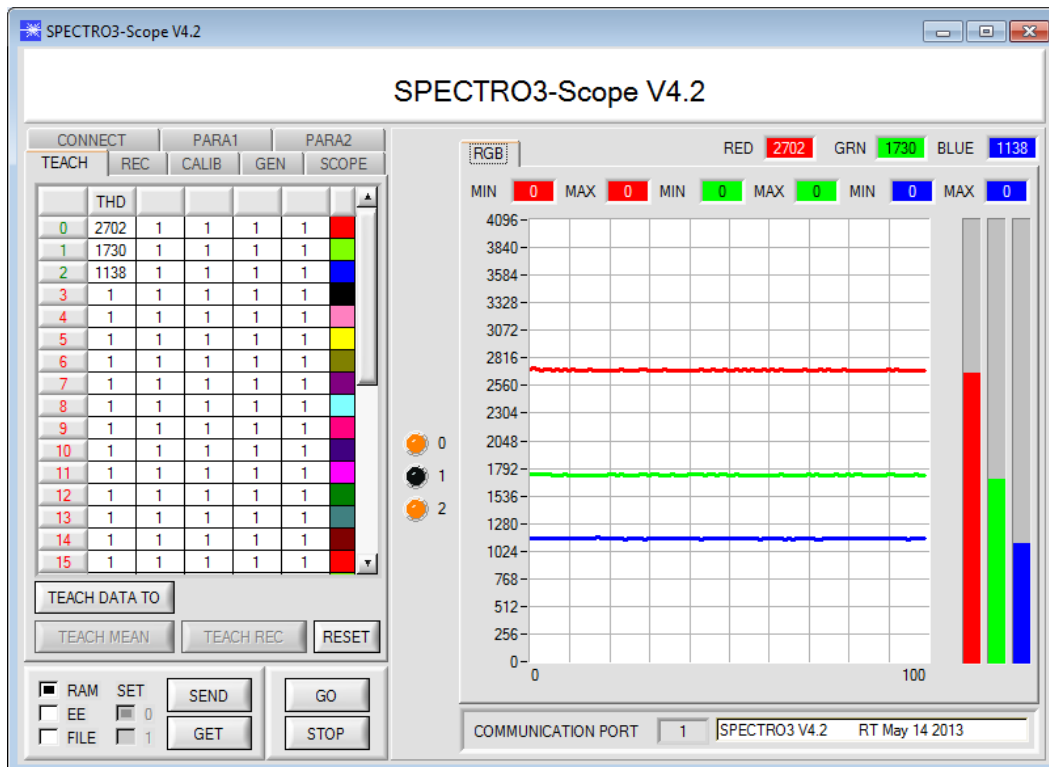 SPECTRO3-Scope V4.2
SPECTRO3-Scope V4.2
CONNECT PARA1 PARA2
TEACH REC CALIB GEN SCOPE
THD
0 2702 1 1 1 1
1 1730 1 1 1 1
2 1138 1 1 1 1
3 1 1 1 1 1
4 1 1 1 1 1
5 1 1 1 1 1
6 1 1 1 1 1
7 1 1 1 1 1
8 1 1 1 1 1
9 1 1 1 1 1
10 1 1 1 1 1
11 1 1 1 1 1
12 1 1 1 1 1
13 1 1 1 1 1
14 1 1 1 1 1
15 1 1 1 1 1
TEACH DATA TO
TEACH MEAN TEACH REC RESET
RAM SET SEND GO
EE 0
FILE 1 GET STOP
0
1
2
RGB RED 2702 GRN 1730 BLUE 1138
MIN 0 MAX 0 MIN 0 MAX 0 MIN 0 MAX 0
4096
3840
3584
3328
3072
2816
2560
2304
2048
1792
1536
1280
1024
768
512
256
0
0 100
COMMUNICATION PORT 1 SPECTRO3 V4.2 RT May 14 2013